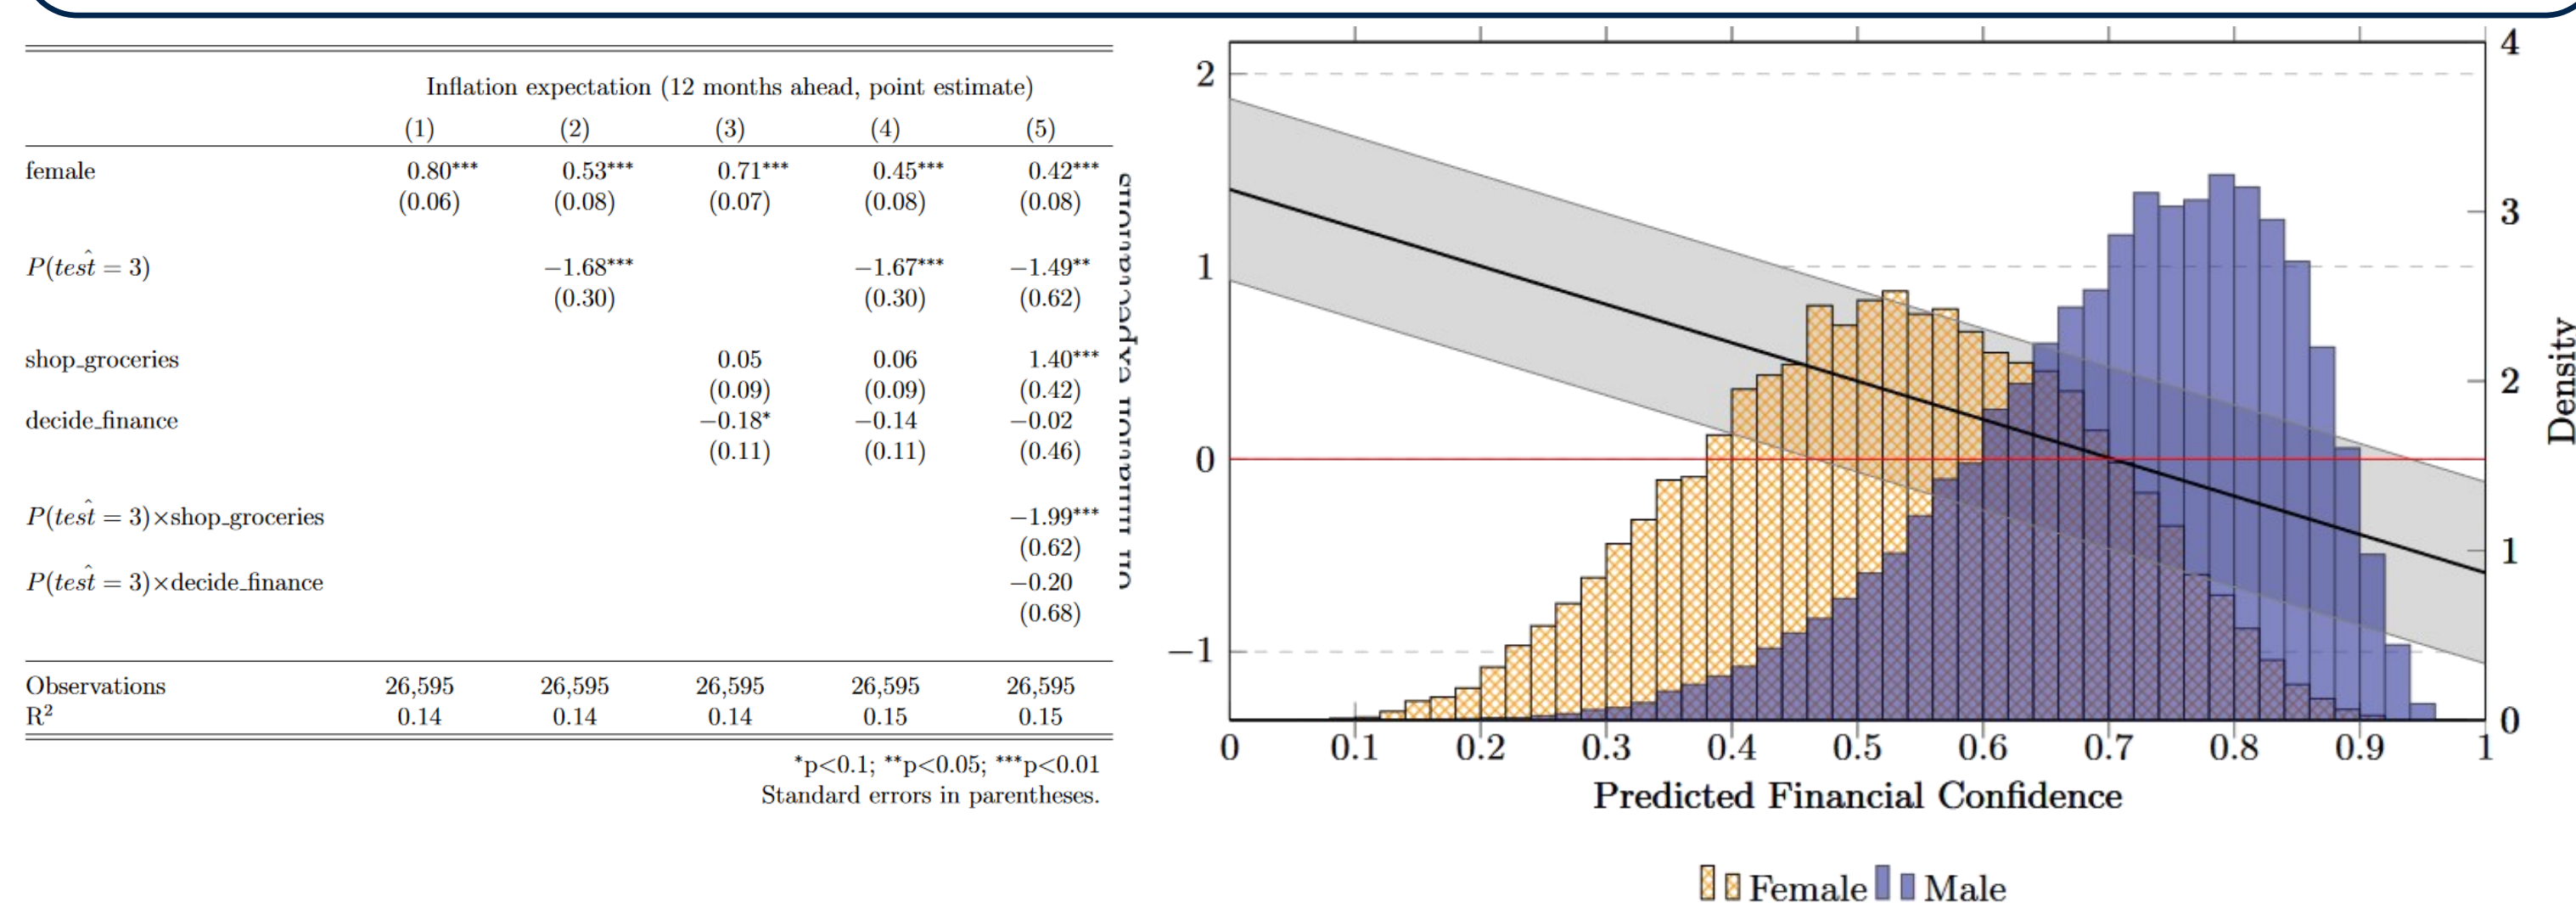 Inflation expectation (12 months ahead, point estimate)
(1) (2) (3) (4) (5)
female 0.80*** 0.53*** 0.71*** 0.45*** 0.42***
(0.06) (0.08) (0.07) (0.08) (0.08)
P(test̂ = 3) −1.68*** −1.67*** −1.49**
(0.30) (0.30) (0.62)
shop_groceries 0.05 0.06 1.40***
(0.09) (0.09) (0.42)
decide_finance −0.18* −0.14 −0.02
(0.11) (0.11) (0.46)
P(test̂ = 3)×shop_groceries −1.99***
(0.62)
P(test̂ = 3)×decide_finance −0.20
(0.68)
Observations 26,595 26,595 26,595 26,595 26,595
R² 0.14 0.14 0.14 0.15 0.15
*p<0.1; **p<0.05; ***p<0.01
Standard errors in parentheses.
on inflation expectations
2
1
0
−1
4
3
2
1
0
Density
0 0.1 0.2 0.3 0.4 0.5 0.6 0.7 0.8 0.9 1
Predicted Financial Confidence
Female Male